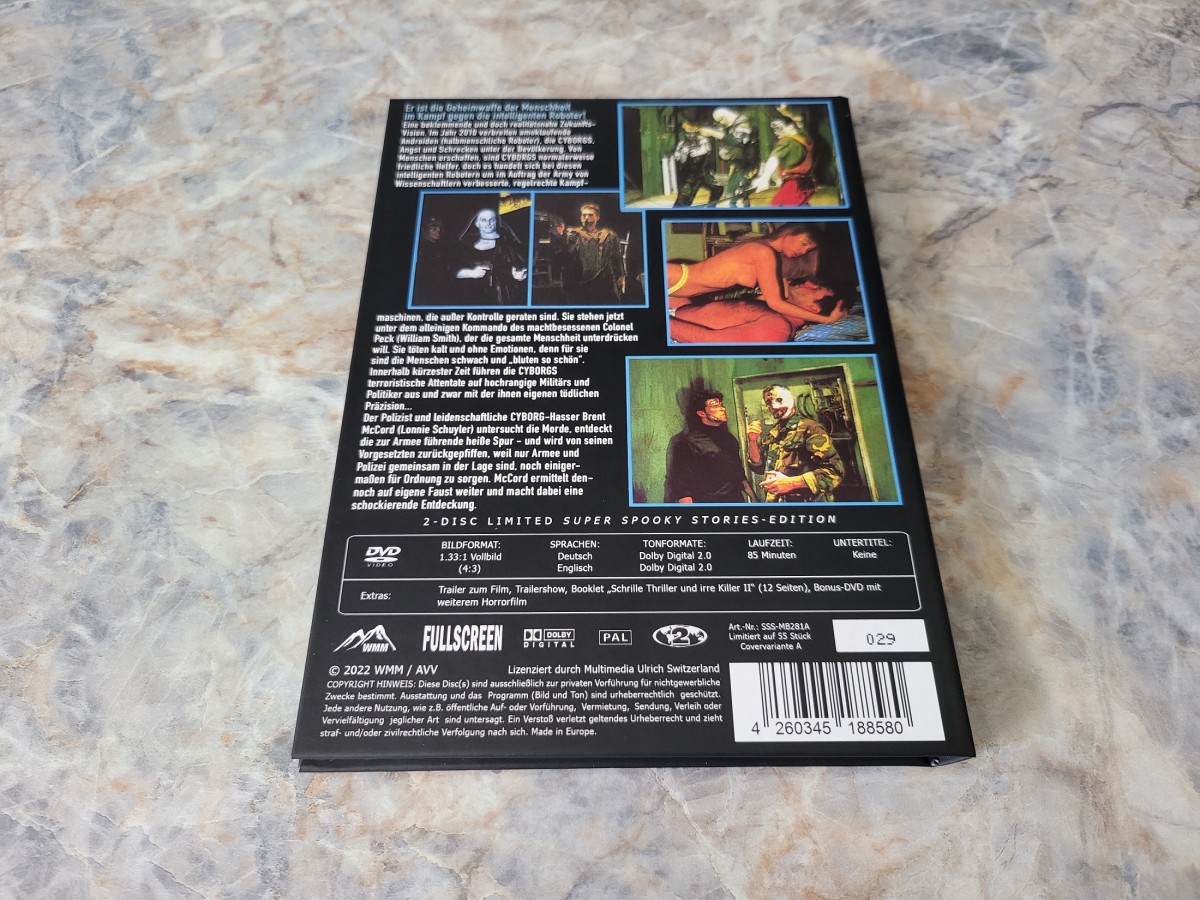 Er ist die Geheimwaffe der Menschheit
im Kampf gegen die intelligenten Roboter!
Eine beklemmende und doch realitätsnahe Zukunfts-
Vision. Im Jahr 2010 verbreiten amoklaufende
Androiden (halbmenschliche Roboter), die CYBORGS,
Angst und Schrecken unter der Bevölkerung. Von
Menschen erschaffen, sind CYBORGS normalerweise
friedliche Helfer, doch es handelt sich bei diesen
intelligenten Robotern um im Auftrag der Army von
Wissenschaftlern verbesserte, regelrechte Kampf-
maschinen, die außer Kontrolle geraten sind. Sie stehen jetzt
unter dem alleinigen Kommando des machtbesessenen Colonel
Peck (William Smith), der die gesamte Menschheit unterdrücken
will. Sie töten kalt und ohne Emotionen, denn für sie
sind die Menschen schwach und „bluten so schön“.
Innerhalb kürzester Zeit führen die CYBORGS
terroristische Attentate auf hochrangige Militärs und
Politiker aus und zwar mit der ihnen eigenen tödlichen
Präzision...
Der Polizist und leidenschaftliche CYBORG-Hasser Brent
McCord (Lonnie Schuyler) untersucht die Morde, entdeckt
die zur Armee führende heiße Spur – und wird von seinen
Vorgesetzten zurückgepfiffen, weil nur Armee und
Polizei gemeinsam in der Lage sind, noch einiger-
maßen für Ordnung zu sorgen. McCord ermittelt den-
noch auf eigene Faust weiter und macht dabei eine
schockierende Entdeckung.
2-DISC LIMITED SUPER SPOOKY STORIES-EDITION
DVD VIDEO
BILDFORMAT: SPRACHEN: TONFORMATE: LAUFZEIT: UNTERTITEL:
1.33:1 Vollbild Deutsch Dolby Digital 2.0 85 Minuten Keine
(4:3) Englisch Dolby Digital 2.0
Extras: Trailer zum Film, Trailershow, Booklet „Schrille Thriller und irre Killer II“ (12 Seiten), Bonus-DVD mit
weiterem Horrorfilm
WMM FULLSCREEN DOLBY DIGITAL PAL 2
Art.-Nr.: SSS-MB281A
Limitiert auf 55 Stück
Covervariante A
029
© 2022 WMM / AVV Lizenziert durch Multimedia Ulrich Switzerland
COPYRIGHT HINWEIS: Diese Disc(s) sind ausschließlich zur privaten Vorführung für nichtgewerbliche
Zwecke bestimmt. Ausstattung und das Programm (Bild und Ton) sind urheberrechtlich geschützt.
Jede andere Nutzung, wie z.B. öffentliche Auf- oder Vorführung, Vermietung, Sendung, Verleih oder
Vervielfältigung jeglicher Art sind untersagt. Ein Verstoß verletzt geltendes Urheberrecht und zieht
straf- und/oder zivilrechtliche Verfolgung nach sich. Made in Europe.
4 260345 188580